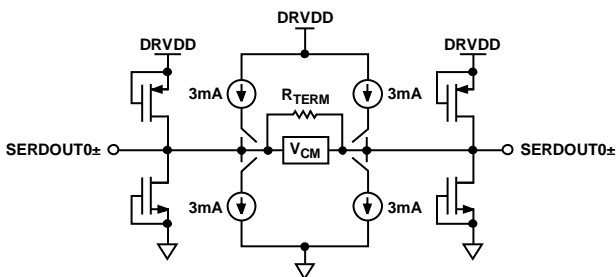 DRVDD
DRVDD
DRVDD
3mA
3mA
RTERM
SERDOUT0±
VCM
SERDOUT0±
3mA
3mA